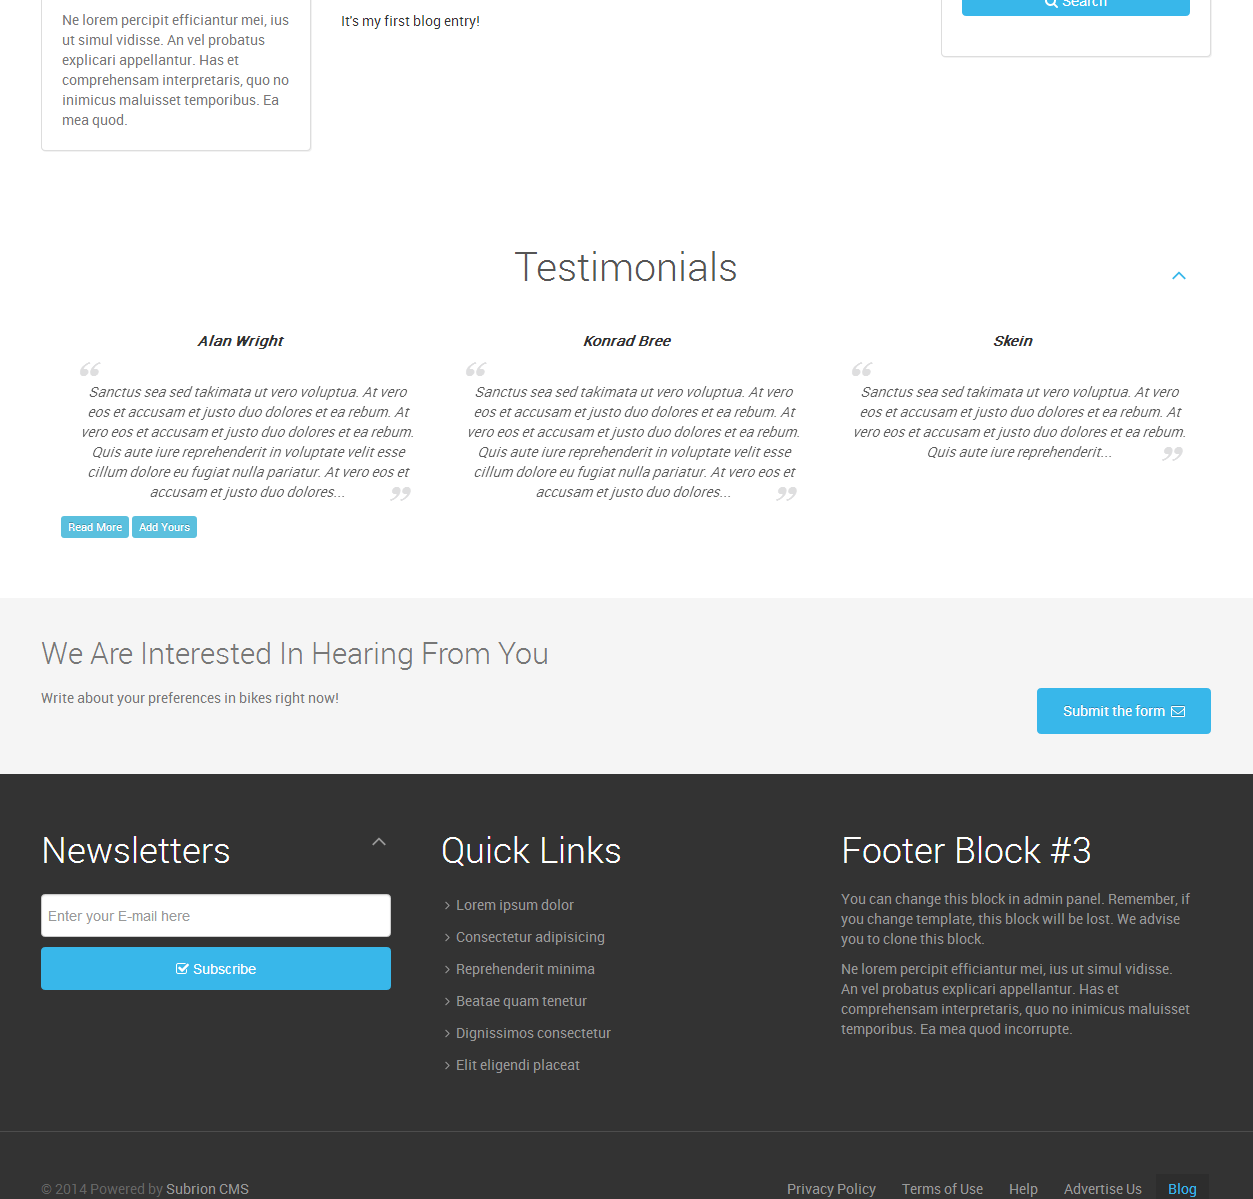 Ne lorem percipit efficiantur mei, ius
ut simul vidisse. An vel probatus
explicari appellantur. Has et
comprehensam interpretaris, quo no
inimicus maluisset temporibus. Ea
mea quod.
It's my first blog entry!
Search
Testimonials
Alan Wright
“
Sanctus sea sed takimata ut vero voluptua. At vero
eos et accusam et justo duo dolores et ea rebum. At
vero eos et accusam et justo duo dolores et ea rebum.
Quis aute iure reprehenderit in voluptate velit esse
cillum dolore eu fugiat nulla pariatur. At vero eos et
accusam et justo duo dolores... ”
Konrad Bree
“
Sanctus sea sed takimata ut vero voluptua. At vero
eos et accusam et justo duo dolores et ea rebum. At
vero eos et accusam et justo duo dolores et ea rebum.
Quis aute iure reprehenderit in voluptate velit esse
cillum dolore eu fugiat nulla pariatur. At vero eos et
accusam et justo duo dolores... ”
Skein
“
Sanctus sea sed takimata ut vero voluptua. At vero
eos et accusam et justo duo dolores et ea rebum. At
vero eos et accusam et justo duo dolores et ea rebum.
Quis aute iure reprehenderit... ”
Read More Add Yours
We Are Interested In Hearing From You
Write about your preferences in bikes right now!
Submit the form
Newsletters
Enter your E-mail here
Subscribe
Quick Links
Lorem ipsum dolor
Consectetur adipisicing
Reprehenderit minima
Beatae quam tenetur
Dignissimos consectetur
Elit eligendi placeat
Footer Block #3
You can change this block in admin panel. Remember, if
you change template, this block will be lost. We advise
you to clone this block.
Ne lorem percipit efficiantur mei, ius ut simul vidisse.
An vel probatus explicari appellantur. Has et
comprehensam interpretaris, quo no inimicus maluisset
temporibus. Ea mea quod incorrupte.
© 2014 Powered by Subrion CMS
Privacy Policy Terms of Use Help Advertise Us Blog